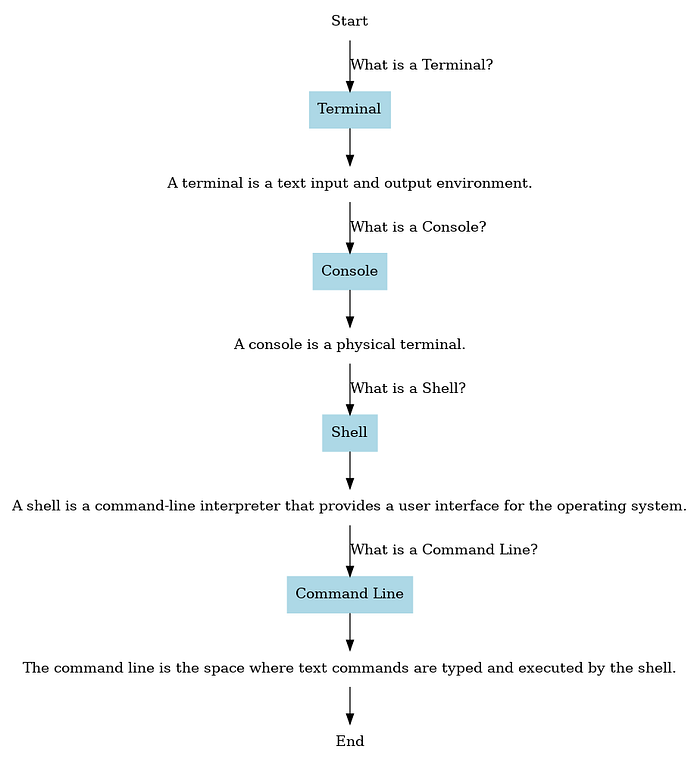 Start
What is a Terminal?
Terminal
A terminal is a text input and output environment.
What is a Console?
Console
A console is a physical terminal.
What is a Shell?
Shell
A shell is a command-line interpreter that provides a user interface for the operating system.
What is a Command Line?
Command Line
The command line is the space where text commands are typed and executed by the shell.
End